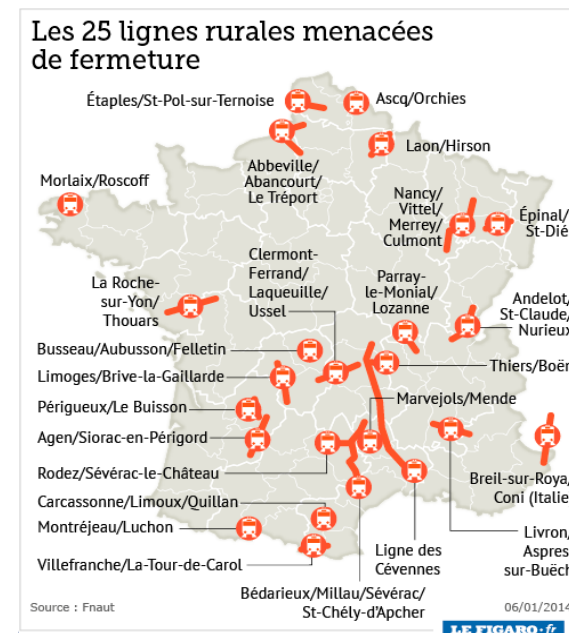 Les 25 lignes rurales menacées
de fermeture
Étaples/St-Pol-sur-Ternoise
Ascq/Orchies
Laon/Hirson
Abbeville/
Abancourt/
Le Tréport
Morlaix/Roscoff
Nancy/
Vittel/
Merrey/
Culmont
Épinal/
St-Dié
Clermont-
Ferrand/
Laqueuille/
Ussel
Parray-
le-Monial/
Lozanne
La Roche-
sur-Yon/
Thouars
Andelot/
St-Claude/
Nurieux
Busseau/Aubusson/Felletin
Thiers/Boën
Limoges/Brive-la-Gaillarde
Marvejols/Mende
Périgueux/Le Buisson
Agen/Siorac-en-Périgord
Rodez/Sévérac-le-Château
Breil-sur-Roya/
Coni (Italie
Carcassonne/Limoux/Quillan
Montréjeau/Luchon
Livron/
Aspres
sur-Buëch
Ligne des
Cévennes
Villefranche/La-Tour-de-Carol
Bédarieux/Millau/Sévérac/
St-Chély-d'Apcher
Source : Fnaut
06/01/2014
LE FIGARO·fr